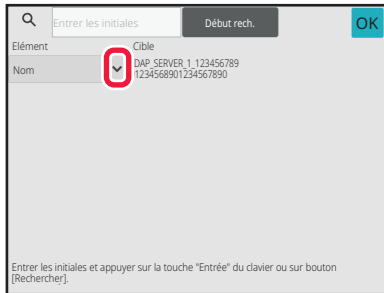 Entrer les initiales
Début rech.
OK
Elément
Cible
Nom
DAP_SERVER_1_123456789
1234568901234567890
Entrer les initiales et appuyer sur la touche "Entrée" du clavier ou sur bouton
[Rechercher].